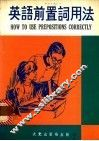 英語前置詞用法
HOW TO USE PREPOSITIONS CORRECTLY